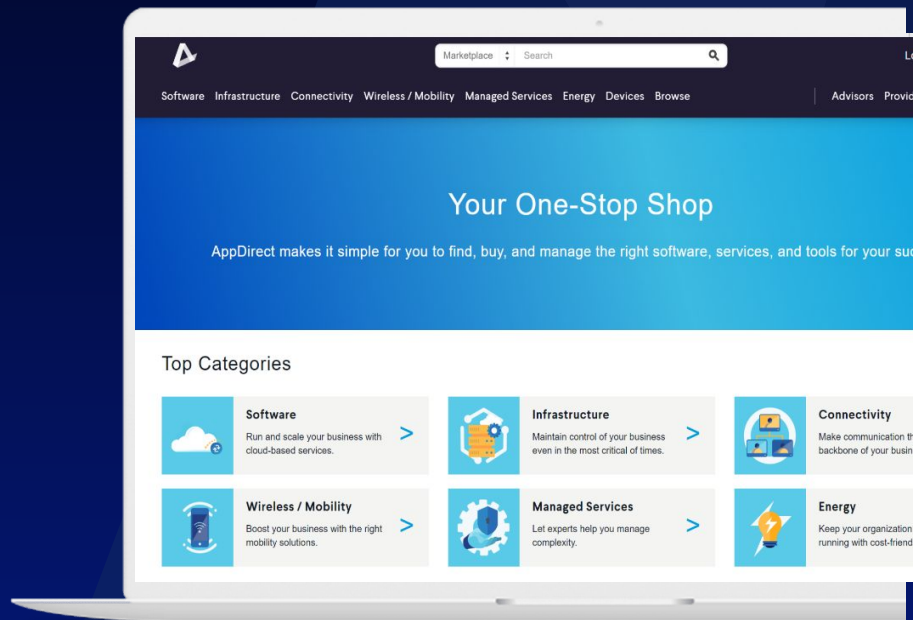 Marketplace Search
Software Infrastructure Connectivity Wireless / Mobility Managed Services Energy Devices Browse Advisors
Your One-Stop Shop
AppDirect makes it simple for you to find, buy, and manage the right software, services, and tools for your
Top Categories
Software
Run and scale your business with
cloud-based services.
Infrastructure
Maintain control of your business
even in the most critical of times.
Connectivity
Make communication
backbone of your
Wireless / Mobility
Boost your business with the right
mobility solutions.
Managed Services
Let experts help you manage
complexity.
Energy
Keep your organization
running with